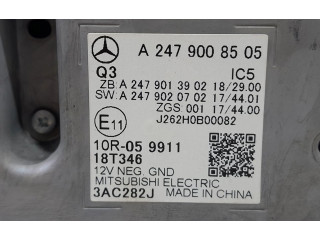 A 247 900 85 05
Q3 IC5
ZB: A 247 901 39 02 18/29.00
SW: A 247 902 07 02 17/44.01
ZGS 001 17/44.00
E11 J262H0B00082
10R-05 9911
18T346
12V NEG. GND
MITSUBISHI ELECTRIC
3AC282J MADE IN CHINA